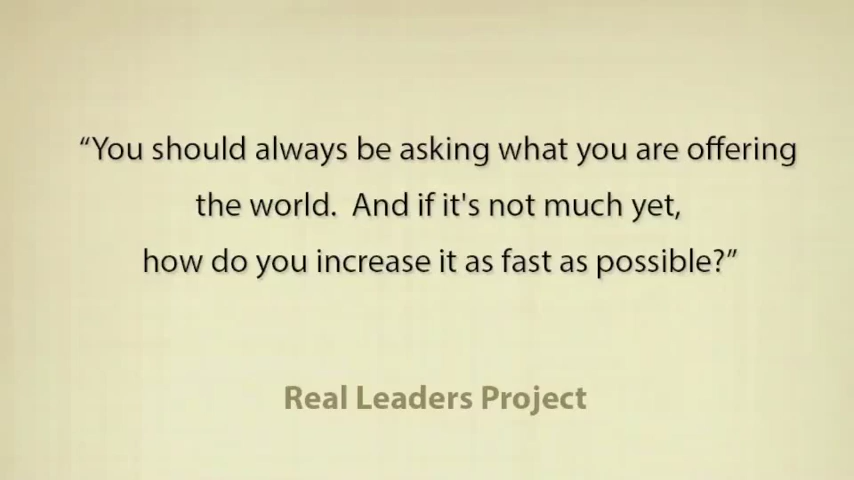 “You should always be asking what you are offering
the world.  And if it's not much yet,
how do you increase it as fast as possible?”
Real Leaders Project